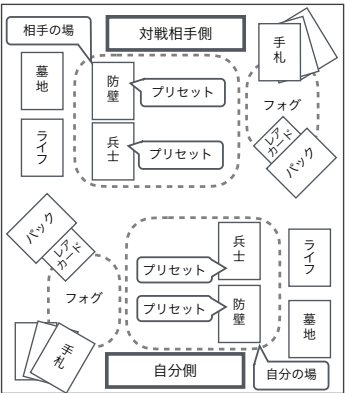 相手の場
対戦相手側
手札
墓地
防壁
プリセット
フォグ
ライフ
兵士
プリセット
レアカード
パック
パック
レアカード
兵士
ライフ
プリセット
フォグ
プリセット
防壁
墓地
手札
自分側
自分の場